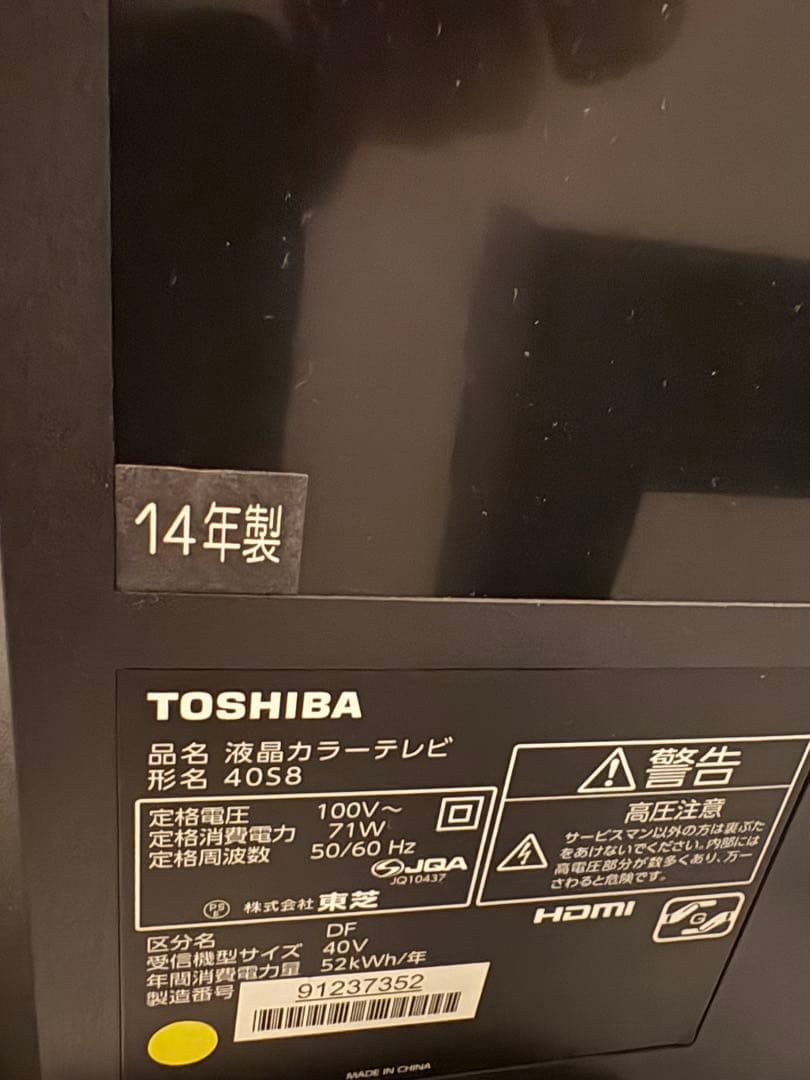 14年製
TOSHIBA
品名 液晶カラーテレビ
形名 40S8
定格電圧 100V～
定格消費電力 71W
定格周波数 50/60 Hz
JQA
JQ10437
PS
E
株式会社 東芝
警告
高圧注意
サービスマン以外の方は裏ぶた
をあけないでください。内部には
高電圧部分が数多くあり、万一
さわると危険です。
HDMI
G
区分名 DF
受信機型サイズ 40V
年間消費電力量 52kWh/年
製造番号 91237352
MADE IN CHINA